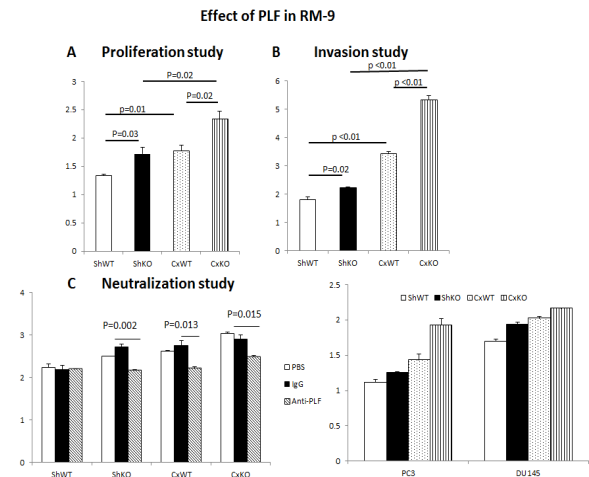 Effect of PLF in RM-9
A Proliferation study
P=0.02
p=0.01
P=0.02
P=0.03
3
2.5
2
1.5
1
0.5
0
ShWT ShKO CxWT CxKO
B Invasion study
p <0.01
p <0.01
p <0.01
P=0.02
6
5
4
3
2
1
0
ShWT ShKO CxWT CxKO
C Neutralization study
P=0.002
P=0.013
P=0.015
4
3
2
1
0
ShWT ShKO CxWT CxKO
PBS
IgG
Anti-PLF
ShWT ShKO CxWT CxKO
2.5
2
1.5
1
0.5
0
PC3 DU145